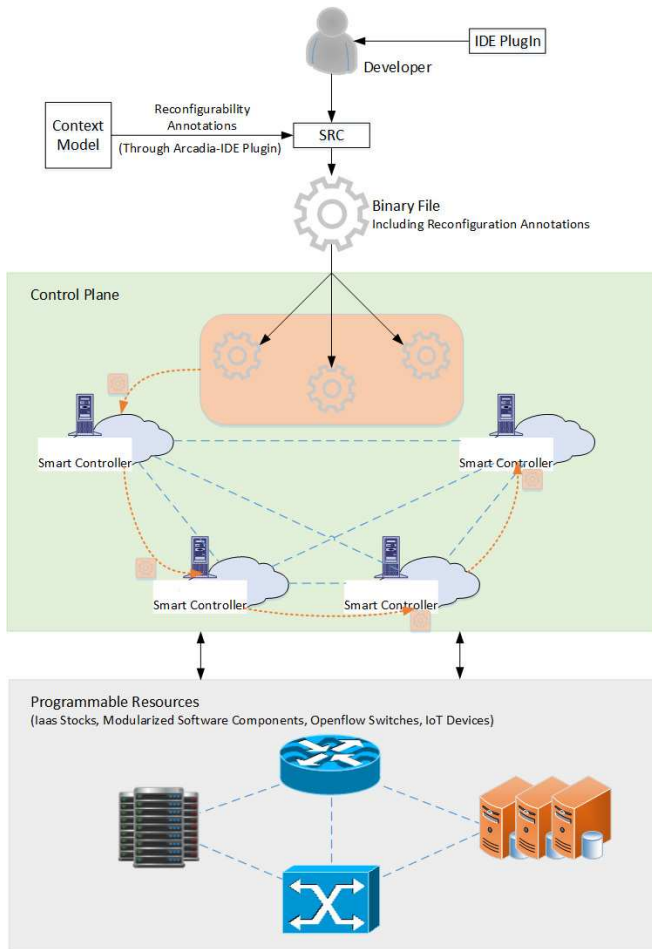 IDE PlugIn
Developer
Reconfigurability
Annotations
(Through Arcadia-IDE Plugin)
Context
Model
SRC
Binary File
Including Reconfiguration Annotations
Control Plane
Smart Controller
Smart Controller
Smart Controller
Smart Controller
Programmable Resources
(Iaas Stocks, Modularized Software Components, Openflow Switches, IoT Devices)